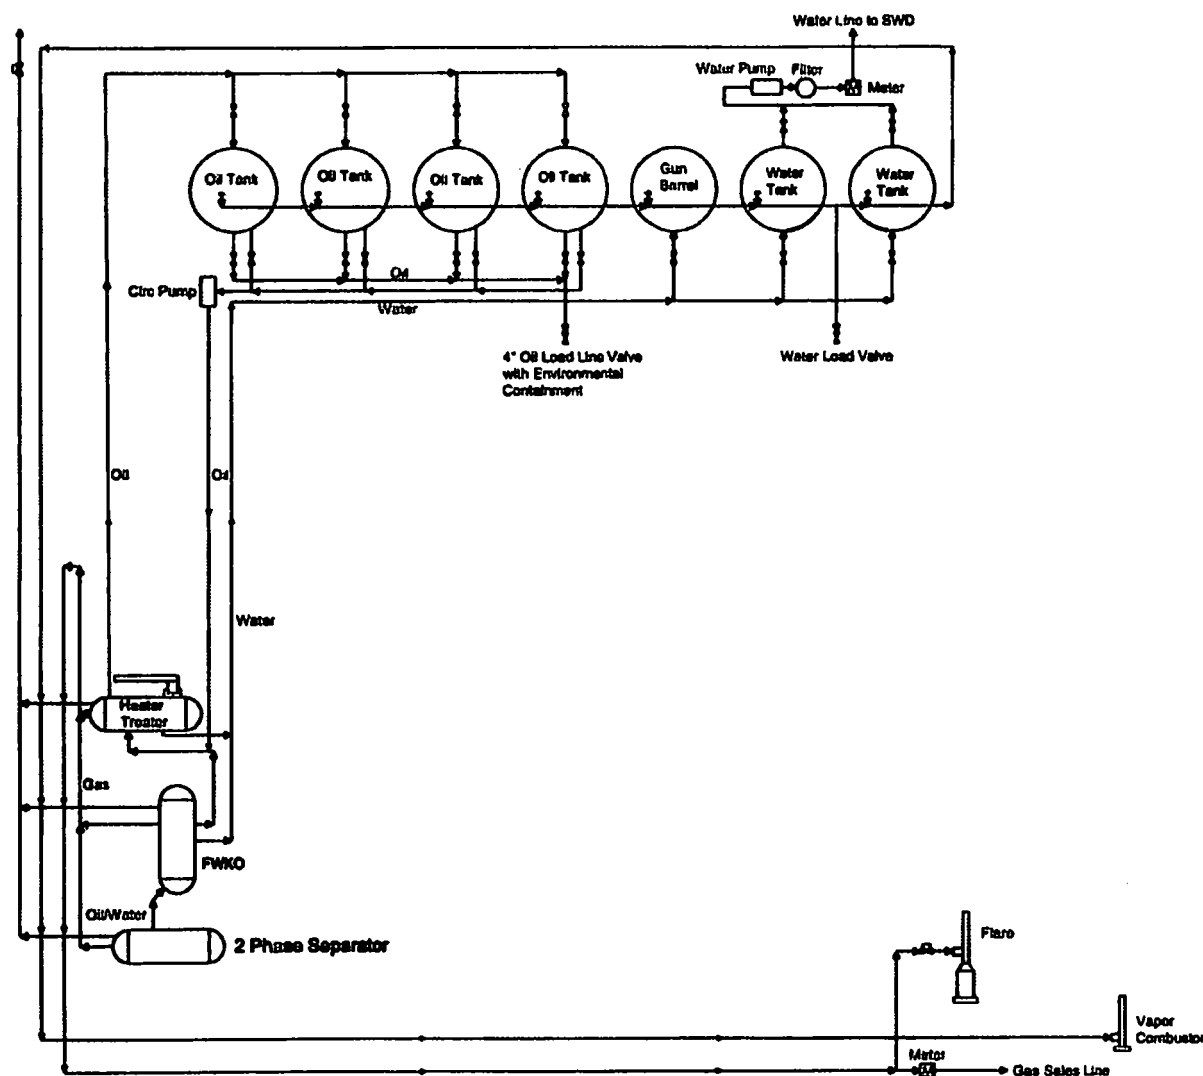 Water Line to SWD
Water Pump
Filter
Meter
Oil Tank
Oil Tank
Oil Tank
Oil Tank
Gun
Barrel
Water
Tank
Water
Tank
Oil
Circ Pump
Water
4" Oil Load Line Valve
with Environmental
Containment
Water Load Valve
Oil
Oil
Water
Heater
Treater
Gas
FWKO
Oil/Water
2 Phase Separator
Flare
Vapor
Combustor
Meter
Gas Sales Line